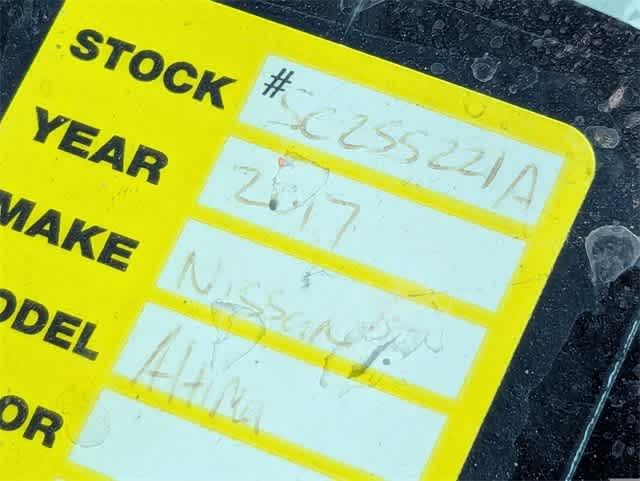 STOCK # SC255221A
YEAR 2017
MAKE Nissan
ODEL Altima
OR